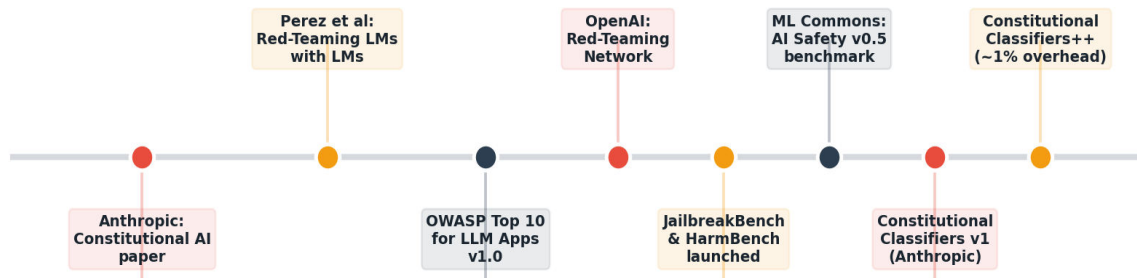 Perez et al:
Red-Teaming LMs
with LMs
OpenAI:
Red-Teaming
Network
ML Commons:
AI Safety v0.5
benchmark
Constitutional
Classifiers++
(~1% overhead)
Anthropic:
Constitutional AI
paper
OWASP Top 10
for LLM Apps
v1.0
JailbreakBench
& HarmBench
launched
Constitutional
Classifiers v1
(Anthropic)